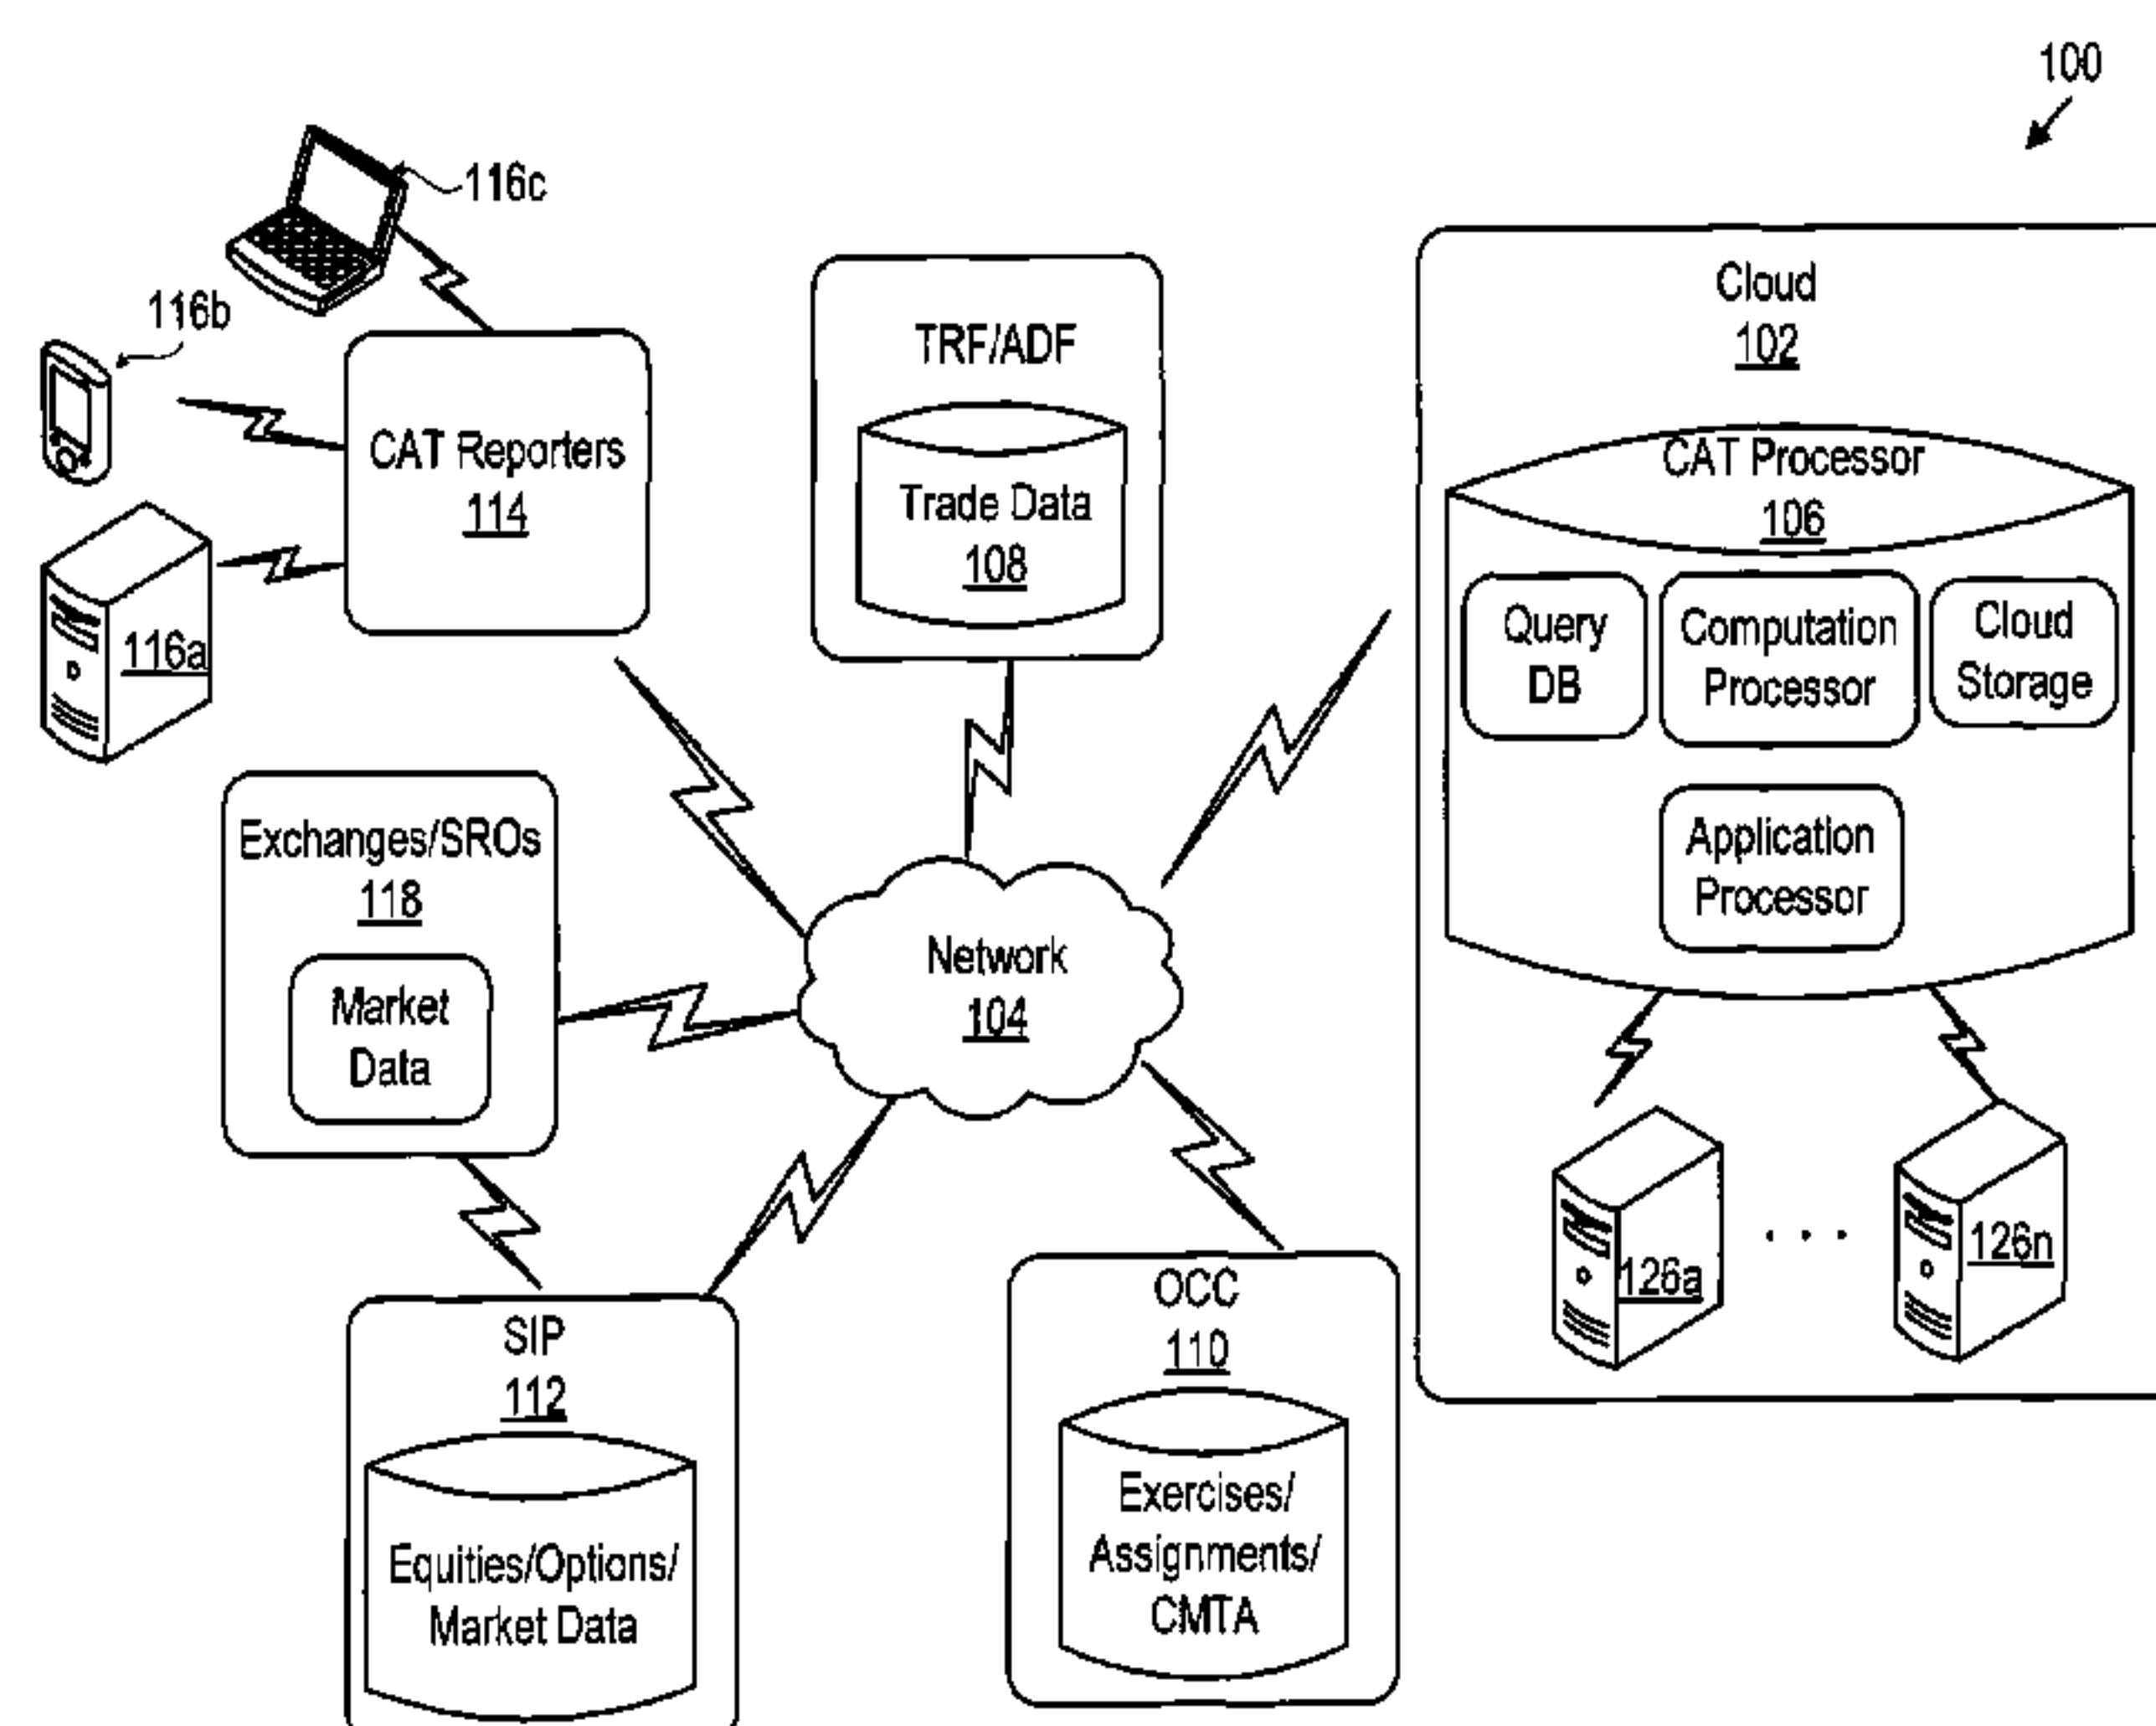 100
116c
116b
CAT Reporters
114
116a
TRF/ADF
Trade Data
108
Cloud
102
CAT Processor
106
Query
DB
Computation
Processor
Cloud
Storage
Application
Processor
Exchanges/SROs
118
Market
Data
Network
104
126a
. . .
126n
SIP
112
Equities/Options/
Market Data
OCC
110
Exercises/
Assignments/
CMTA